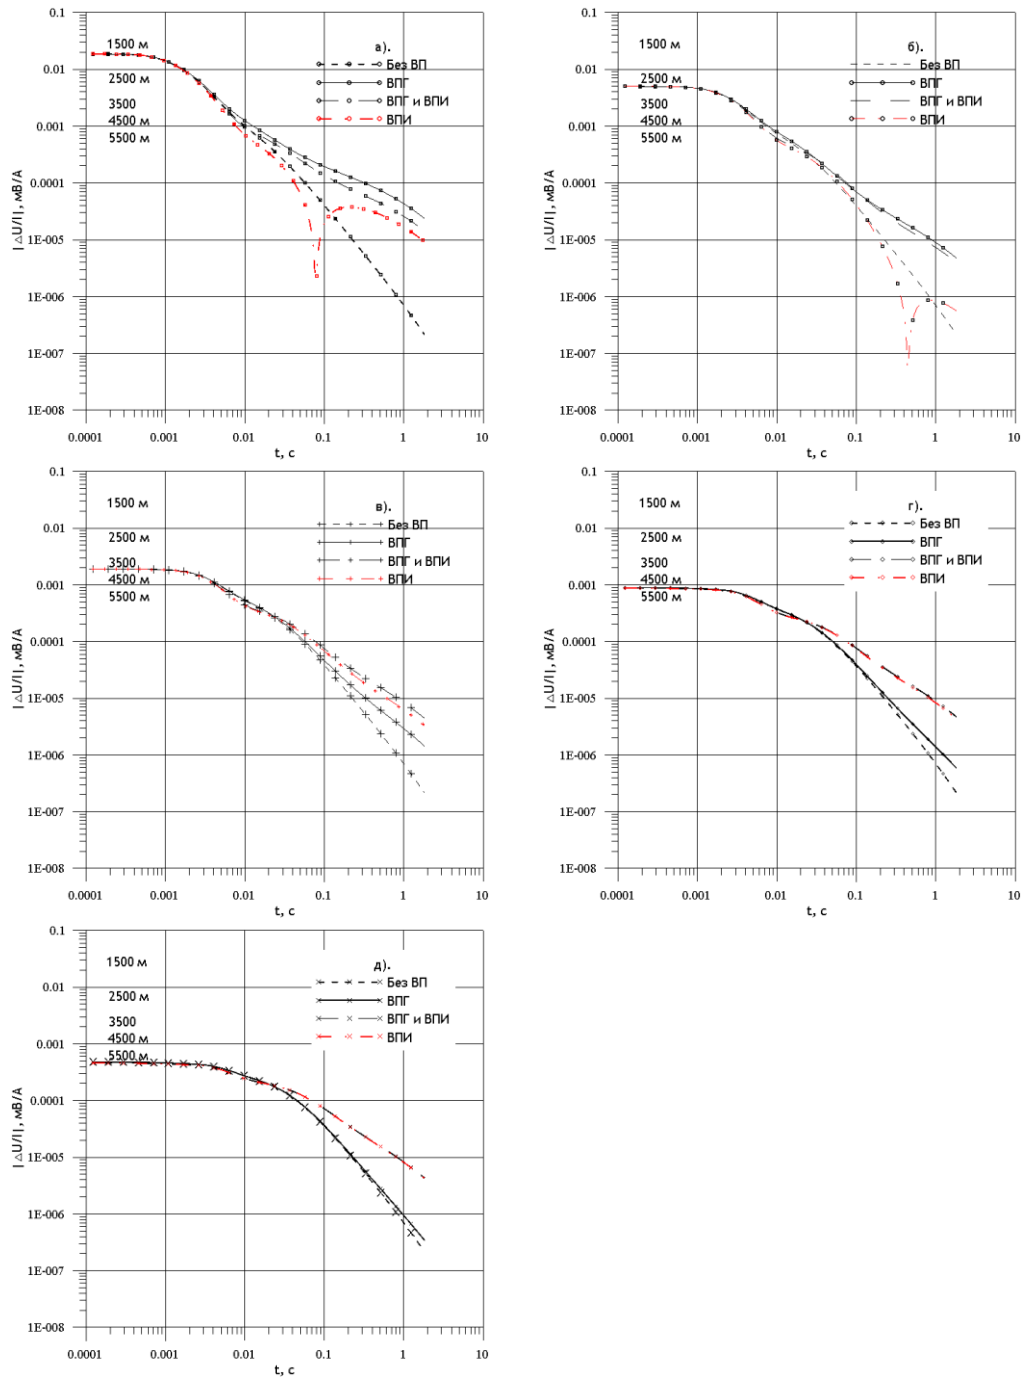 0.1
0.01
0.001
0.0001
1E-005
1E-006
1E-007
1E-008
|△U/I|, мВ/А
1500 м
2500 м
3500
4500 м
5500 м
а).
Без ВП
ВПГ
ВПГ и ВПИ
ВПИ
0.0001 0.001 0.01 0.1 1 10
t, с
0.1
0.01
0.001
0.0001
1E-005
1E-006
1E-007
1E-008
|△U/I|, мВ/А
1500 м
2500 м
3500
4500 м
5500 м
б).
Без ВП
ВПГ
ВПГ и ВПИ
ВПИ
0.0001 0.001 0.01 0.1 1 10
t, с
0.1
0.01
0.001
0.0001
1E-005
1E-006
1E-007
1E-008
|△U/I|, мВ/А
1500 м
2500 м
3500
4500 м
5500 м
в).
Без ВП
ВПГ
ВПГ и ВПИ
ВПИ
0.0001 0.001 0.01 0.1 1 10
t, с
0.1
0.01
0.001
0.0001
1E-005
1E-006
1E-007
1E-008
|△U/I|, мВ/А
1500 м
2500 м
3500
4500 м
5500 м
г).
Без ВП
ВПГ
ВПГ и ВПИ
ВПИ
0.0001 0.001 0.01 0.1 1 10
t, с
0.1
0.01
0.001
0.0001
1E-005
1E-006
1E-007
1E-008
|△U/I|, мВ/А
1500 м
2500 м
3500
4500 м
5500 м
д).
Без ВП
ВПГ
ВПГ и ВПИ
ВПИ
0.0001 0.001 0.01 0.1 1 10
t, с